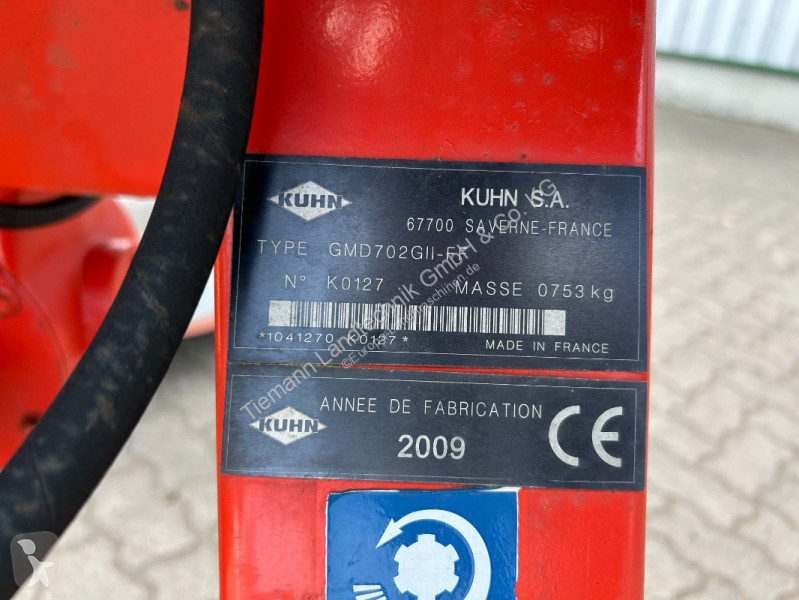 KUHN
KUHN S.A.
67700 SAVERNE-FRANCE
TYPE GMD702GII-FF
N° K0127 MASSE 0753 kg
*1041270 K0127*
MADE IN FRANCE
KUHN
ANNEE DE FABRICATION
2009
CE
Tiemann Landtechnik GmbH & Co. KG